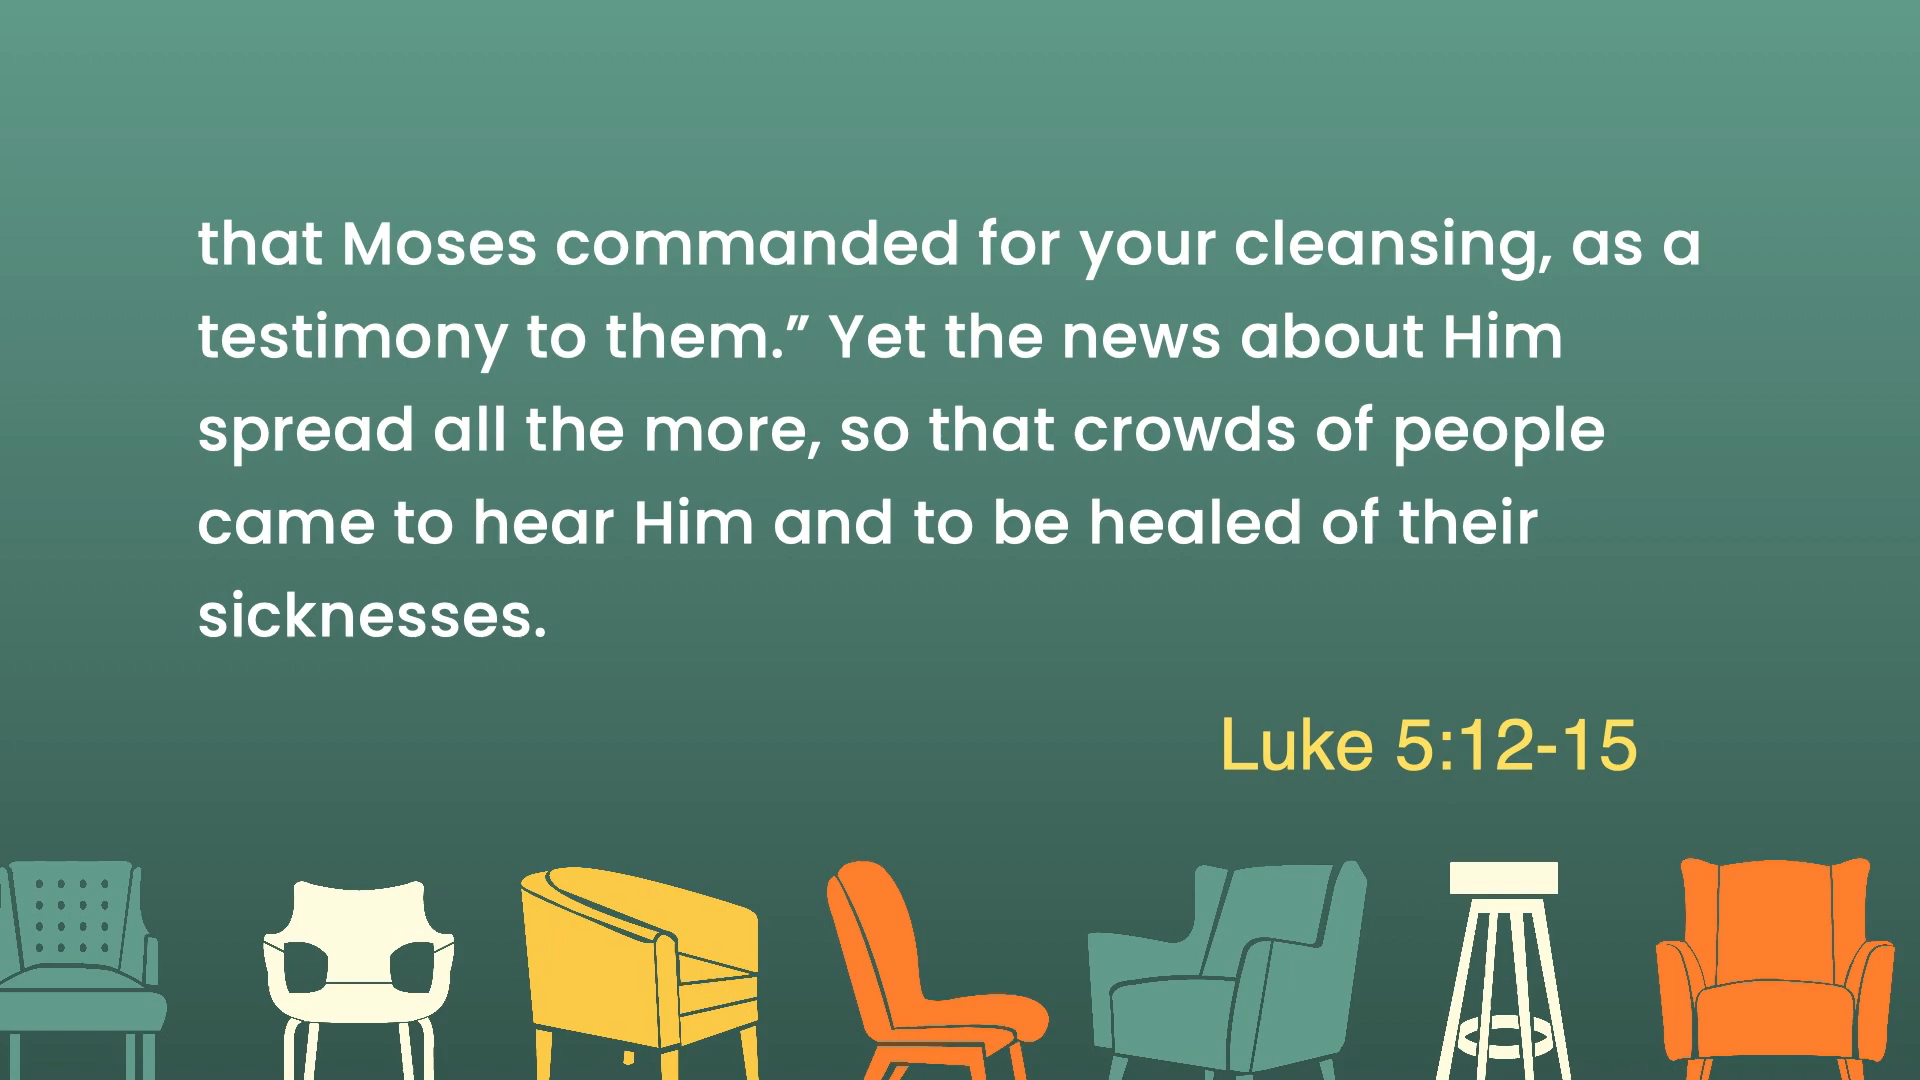 that Moses commanded for your cleansing, as a
testimony to them.” Yet the news about Him
spread all the more, so that crowds of people
came to hear Him and to be healed of their
sicknesses.
Luke 5:12-15